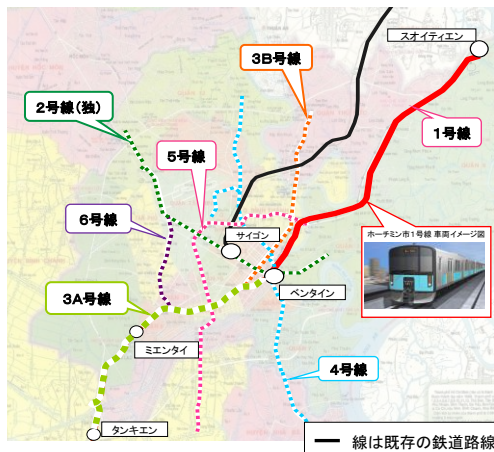 スオイティエン
3B号線
2号線(独)
1号線
5号線
6号線
サイゴン
ホーチミン市1号線 車両イメージ図
3A号線
ベンタイン
ミエンタイ
4号線
タンキエン
線は既存の鉄道路線